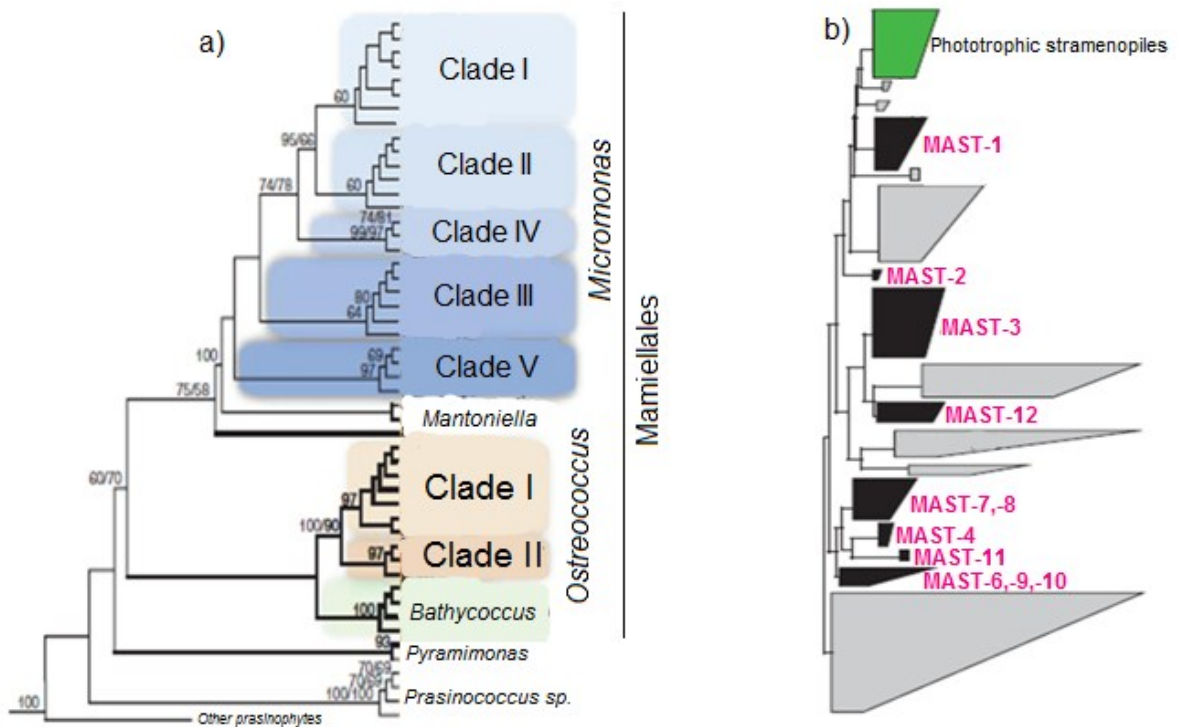 a)
Clade I
60
95/66
Clade II
60
74/78
74/81
99/97
Clade IV
Clade III
80
64
Micromonas
Clade V
69
97
100
75/58
Mantoniella
Mamiellales
Clade I
97
60/70
100/90
Clade II
97
Ostreococcus
Bathycoccus
100
93
Pyramimonas
70/69
70/69
100/100
Prasinococcus sp.
100
Other prasinophytes
b)
Phototrophic stramenopiles
MAST-1
MAST-2
MAST-3
MAST-12
MAST-7,-8
MAST-4
MAST-11
MAST-6,-9,-10